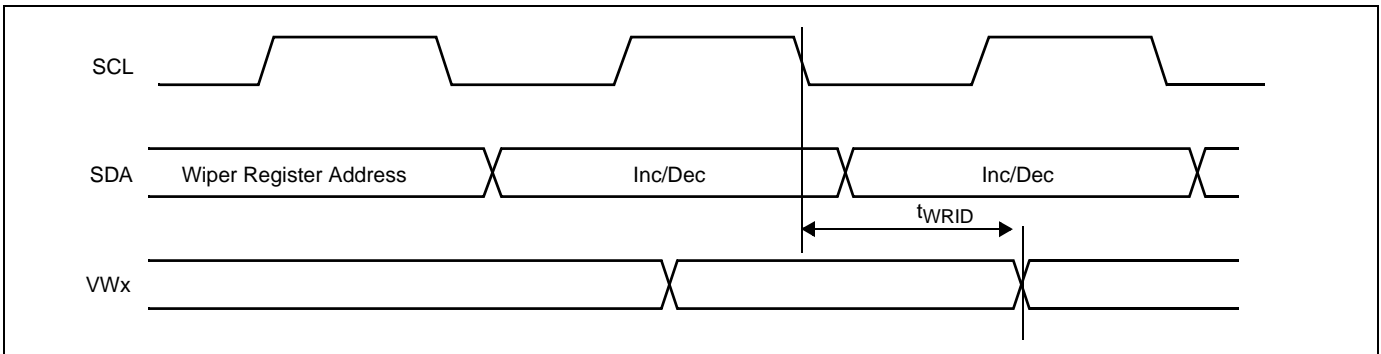 SCL
SDA Wiper Register Address Inc/Dec Inc/Dec
tWRID
VWx